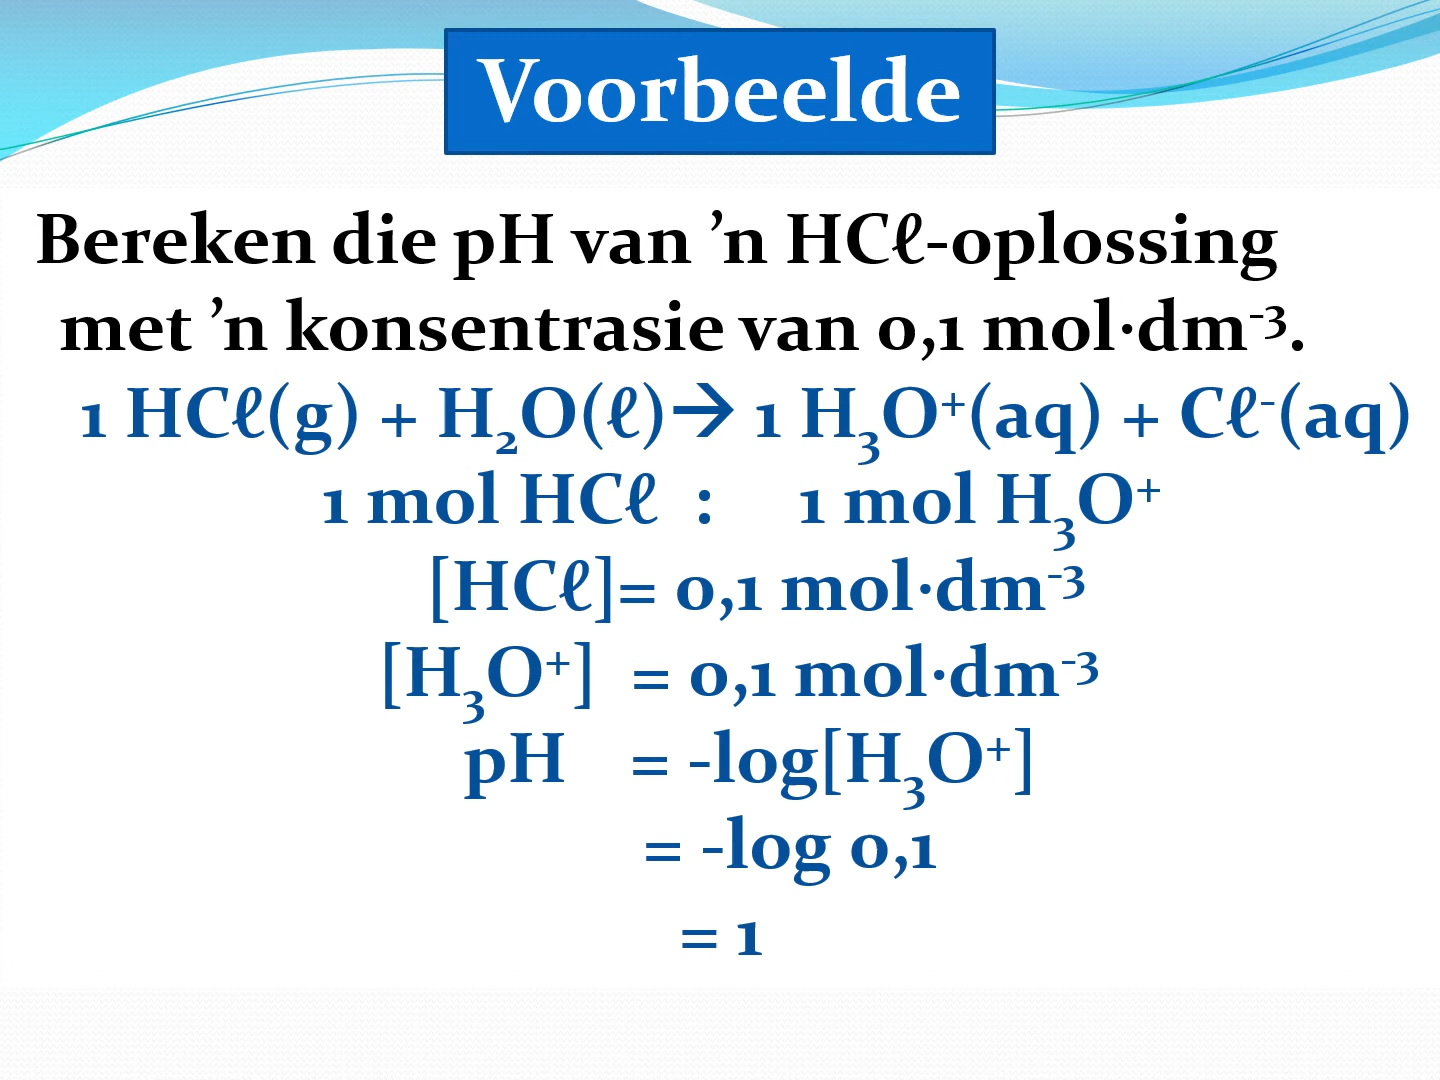 Voorbeelde
Bereken die pH van ’n HCℓ-oplossing
met ’n konsentrasie van 0,1 mol·dm⁻³.
1 HCℓ(g) + H₂O(ℓ)→ 1 H₃O⁺(aq) + Cℓ⁻(aq)
1 mol HCℓ : 1 mol H₃O⁺
[HCℓ]= 0,1 mol·dm⁻³
[H₃O⁺] = 0,1 mol·dm⁻³
pH = -log[H₃O⁺]
= -log 0,1
= 1